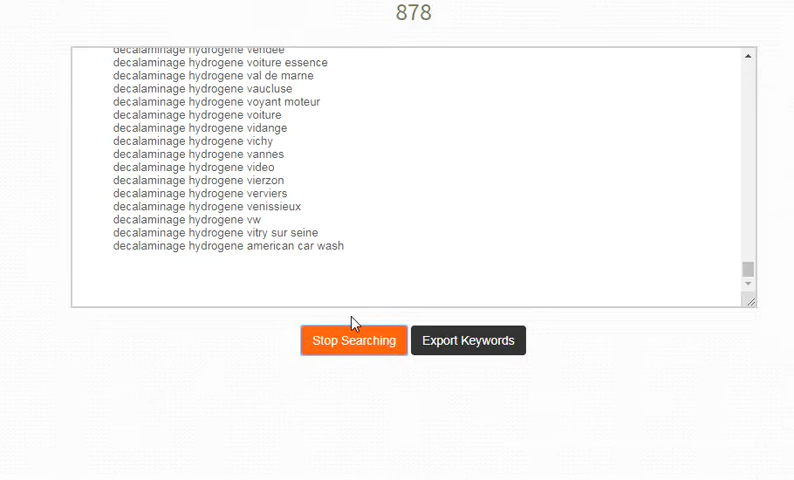 878
decalaminage hydrogene vendee
decalaminage hydrogene voiture essence
decalaminage hydrogene val de marne
decalaminage hydrogene vaucluse
decalaminage hydrogene voyant moteur
decalaminage hydrogene voiture
decalaminage hydrogene vidange
decalaminage hydrogene vichy
decalaminage hydrogene vannes
decalaminage hydrogene video
decalaminage hydrogene vierzon
decalaminage hydrogene verviers
decalaminage hydrogene venissieux
decalaminage hydrogene vw
decalaminage hydrogene vitry sur seine
decalaminage hydrogene american car wash
Stop Searching Export Keywords